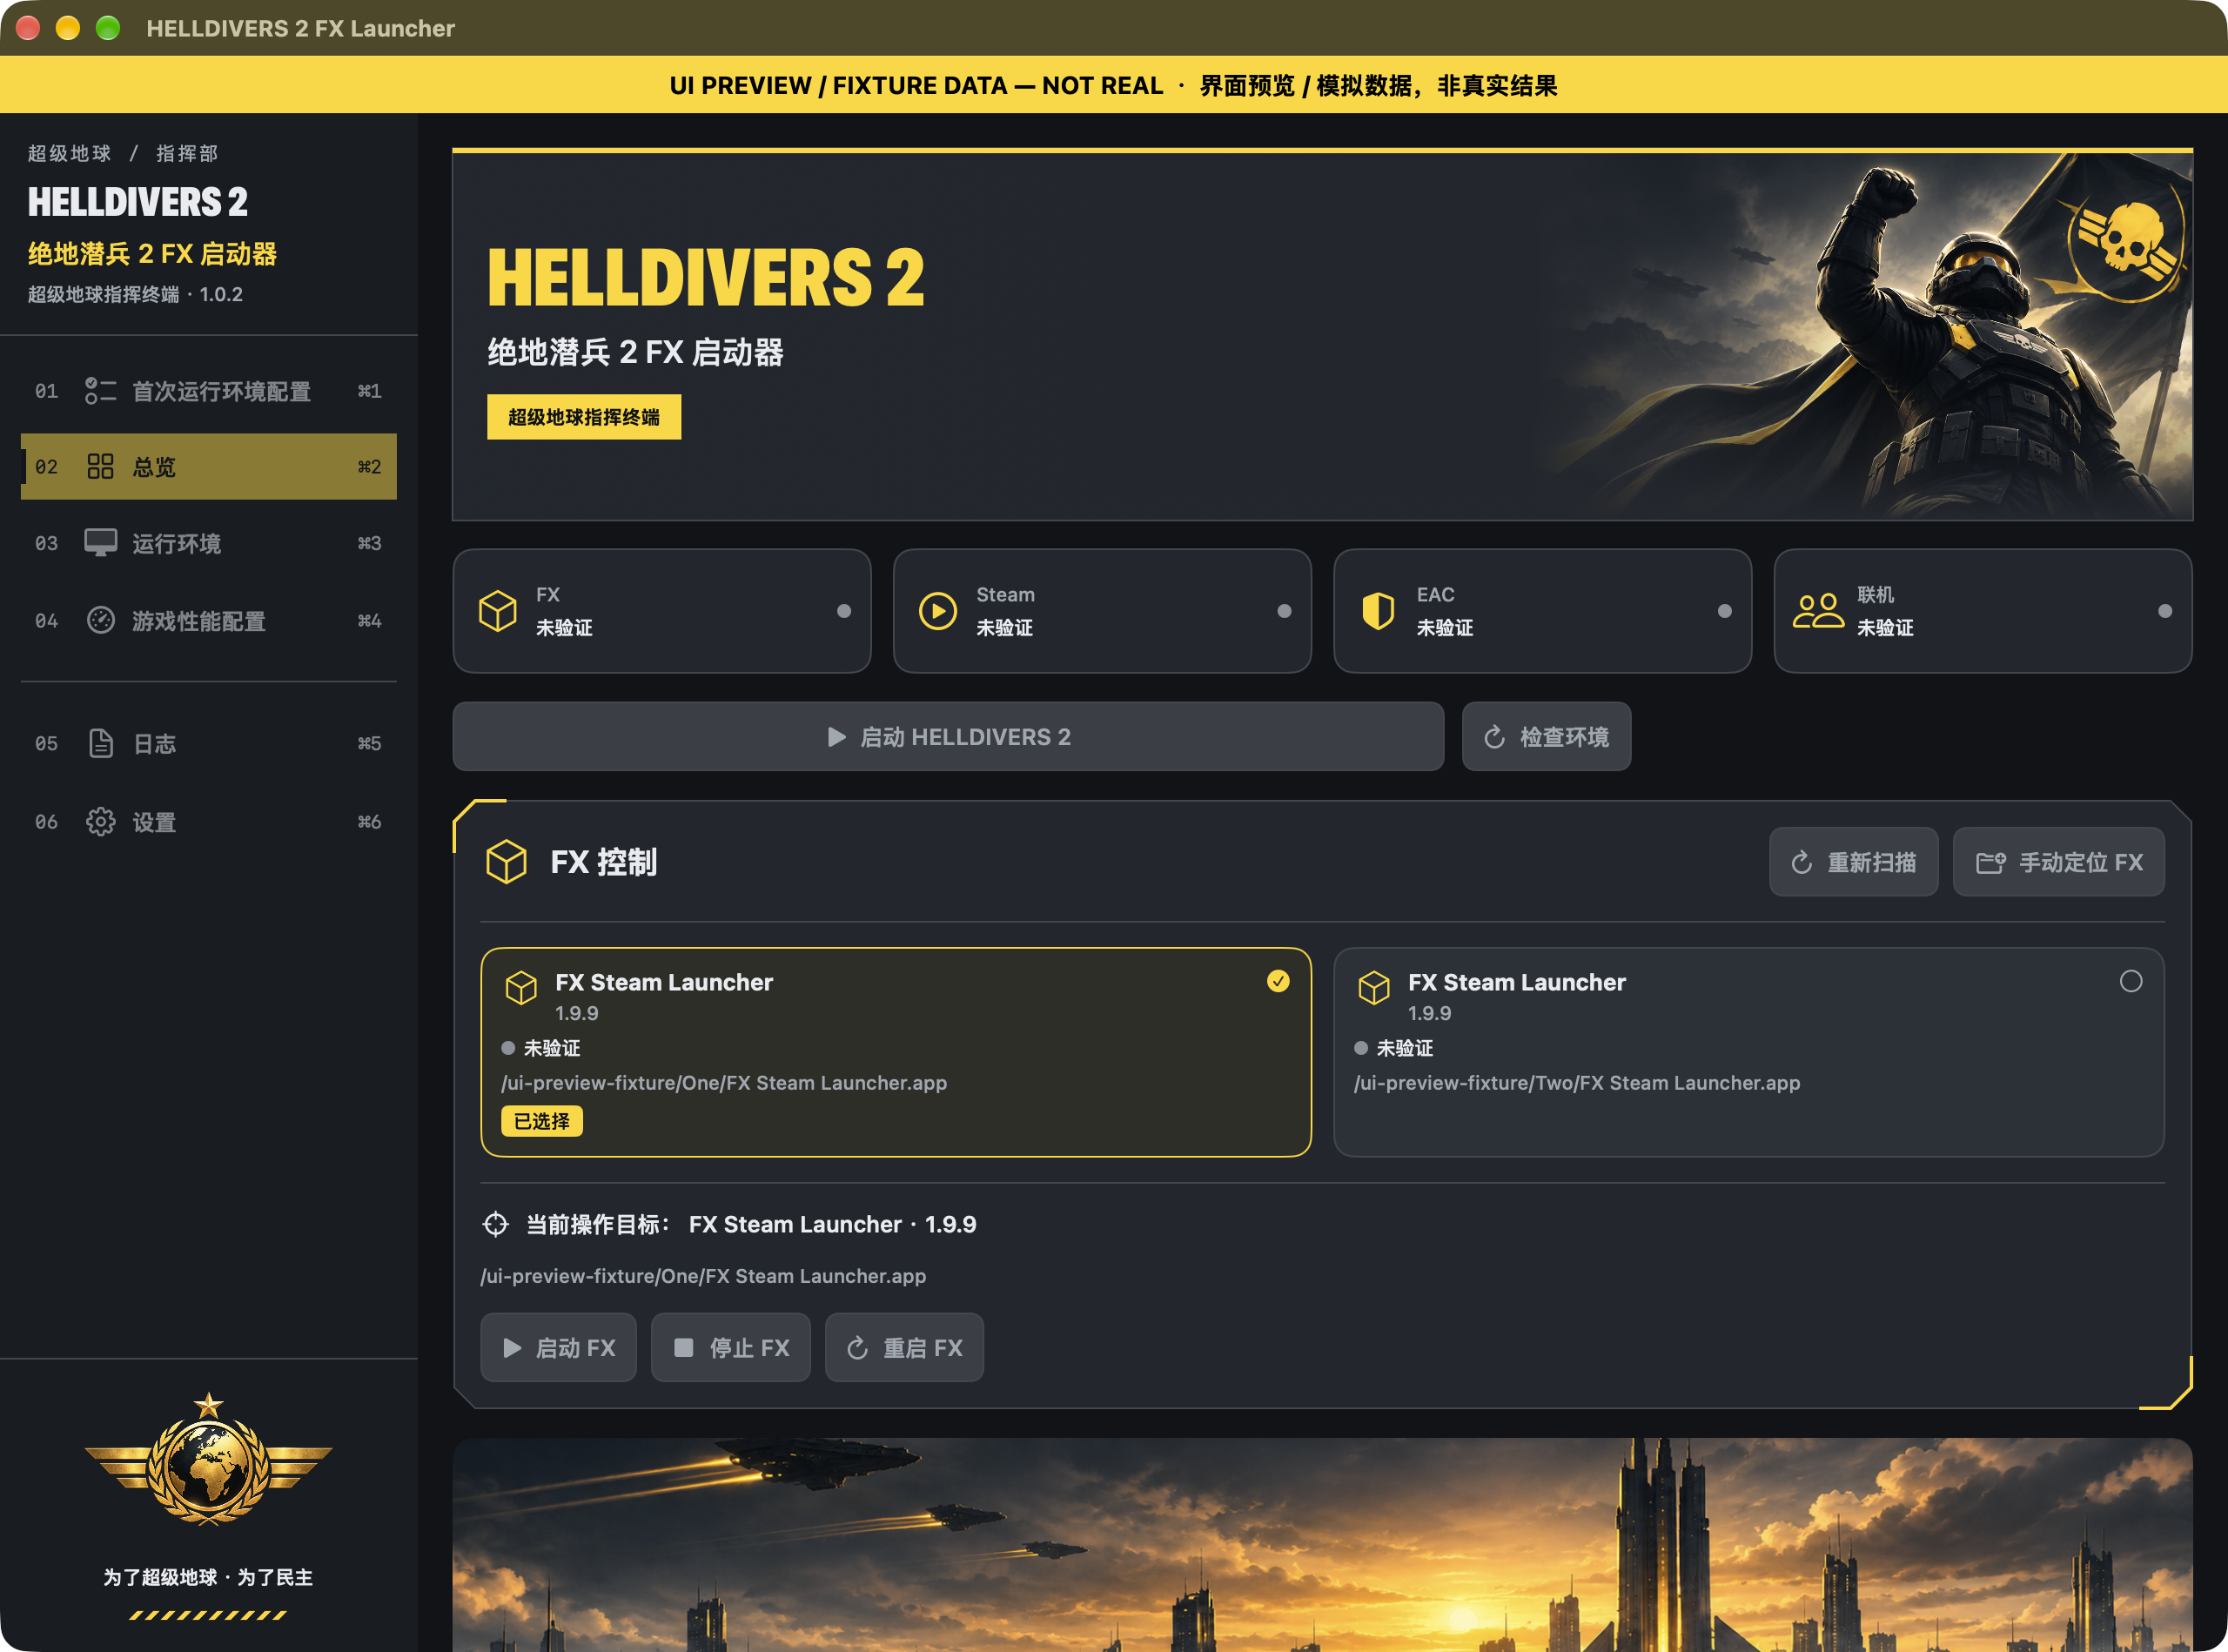 HELLDIVERS 2 FX Launcher
UI PREVIEW / FIXTURE DATA — NOT REAL · 界面预览 / 模拟数据，非真实结果
超级地球 / 指挥部
HELLDIVERS 2
绝地潜兵 2 FX 启动器
超级地球指挥终端 · 1.0.2
01 首次运行环境配置 ⌘1
02 总览 ⌘2
03 运行环境 ⌘3
04 游戏性能配置 ⌘4
05 日志 ⌘5
06 设置 ⌘6
为了超级地球 · 为了民主
HELLDIVERS 2
绝地潜兵 2 FX 启动器
超级地球指挥终端
FX
未验证
Steam
未验证
EAC
未验证
联机
未验证
启动 HELLDIVERS 2
检查环境
FX 控制
重新扫描
手动定位 FX
FX Steam Launcher
1.9.9
未验证
/ui-preview-fixture/One/FX Steam Launcher.app
已选择
FX Steam Launcher
1.9.9
未验证
/ui-preview-fixture/Two/FX Steam Launcher.app
当前操作目标： FX Steam Launcher · 1.9.9
/ui-preview-fixture/One/FX Steam Launcher.app
启动 FX
停止 FX
重启 FX